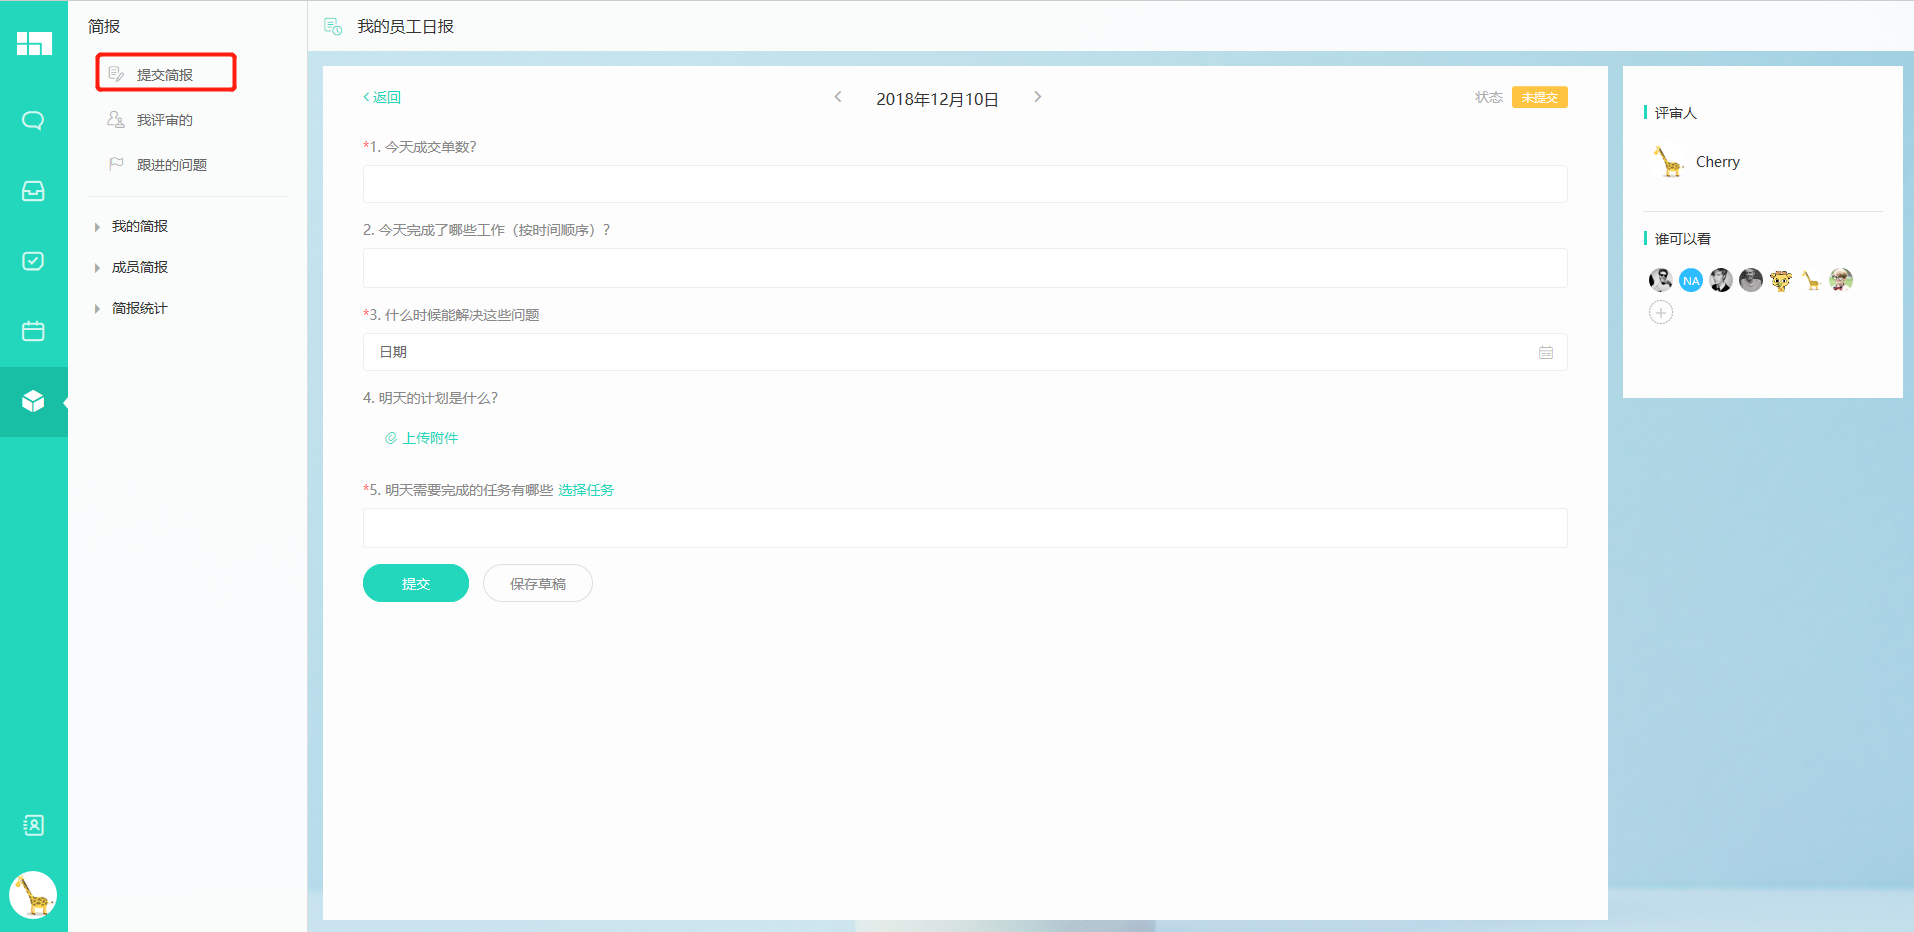 简报
提交简报
我评审的
跟进的问题
我的简报
成员简报
简报统计
我的员工日报
返回
2018年12月10日
状态 未提交
*1. 今天成交单数?
2. 今天完成了哪些工作（按时间顺序）?
*3. 什么时候能解决这些问题
日期
4. 明天的计划是什么?
上传附件
*5. 明天需要完成的任务有哪些 选择任务
提交 保存草稿
评审人
Cherry
谁可以看
NA